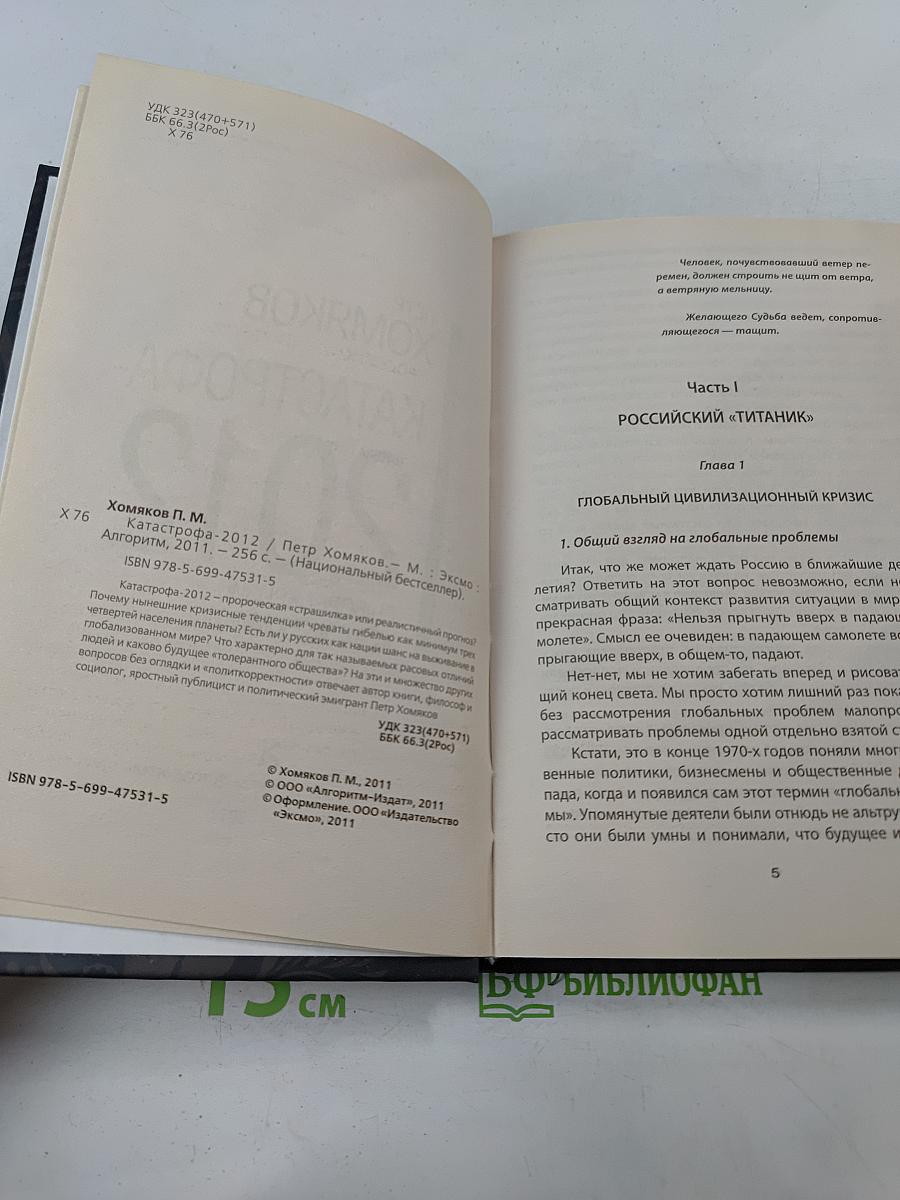 УДК 323(470+571)
ББК 66.3(2Рос)
Х 76
Хомяков П. М.
Х 76
Катастрофа-2012 / Петр Хомяков. – М. : Эксмо :
Алгоритм, 2011. – 256 с. – (Национальный бестселлер).
ISBN 978-5-699-47531-5
Катастрофа-2012 – пророческая «страшилка» или реалистичный прогноз?
Почему нынешние кризисные тенденции чреваты гибелью как минимум трех
четвертей населения планеты? Есть ли у русских как нации шанс на выживание в
глобализованном мире? Что характерно для так называемых расовых отличий
людей и каково будущее «толерантного общества»? На эти и множество других
вопросов без оглядки и «политкорректности» отвечает автор книги, философ и
социолог, яростный публицист и политический эмигрант Петр Хомяков
УДК 323(470+571)
ББК 66.3(2Рос)
ISBN 978-5-699-47531-5
© Хомяков П. М., 2011
© ООО «Алгоритм-Издат», 2011
© Оформление. ООО «Издательство
«Эксмо», 2011
Человек, почувствовавший ветер пе-
ремен, должен строить не щит от ветра,
а ветряную мельницу.
Желающего Судьба ведет, сопротив-
ляющегося — тащит.
Часть I
РОССИЙСКИЙ «ТИТАНИК»
Глава 1
ГЛОБАЛЬНЫЙ ЦИВИЛИЗАЦИОННЫЙ КРИЗИС
1. Общий взгляд на глобальные проблемы
Итак, что же может ждать Россию в ближайшие де
летия? Ответить на этот вопрос невозможно, если не
сматривать общий контекст развития ситуации в мир
прекрасная фраза: «Нельзя прыгнуть вверх в падающ
молете». Смысл ее очевиден: в падающем самолете вс
прыгающие вверх, в общем-то, падают.
Нет-нет, мы не хотим забегать вперед и рисоват
щий конец света. Мы просто хотим лишний раз пока
без рассмотрения глобальных проблем малопро
рассматривать проблемы одной отдельно взятой с
Кстати, это в конце 1970-х годов поняли мног
венные политики, бизнесмены и общественные
пада, когда и появился сам этот термин «глобальн
мы». Упомянутые деятели были отнюдь не альтру
сто они были умны и понимали, что будущее и
5
15 см
БФ БИБЛИОФАН